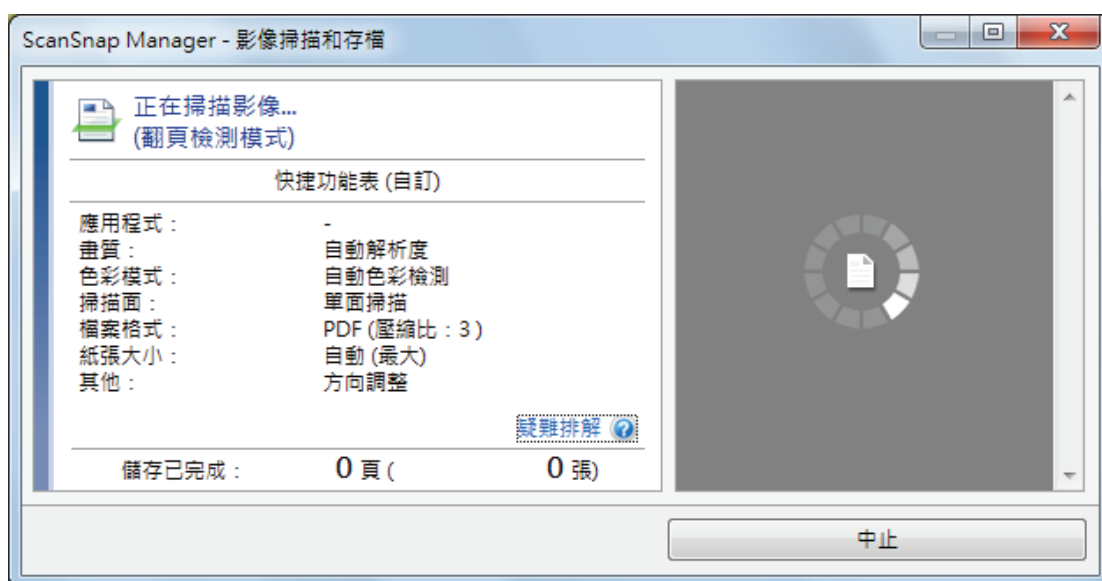 ScanSnap Manager - 影像掃描和存檔
正在掃描影像...
(翻頁檢測模式)
快捷功能表 (自訂)
應用程式： -
畫質： 自動解析度
色彩模式： 自動色彩檢測
掃描面： 單面掃描
檔案格式： PDF (壓縮比：3)
紙張大小： 自動 (最大)
其他： 方向調整
疑難排解 ?
儲存已完成： 0 頁 ( 0 張)
中止